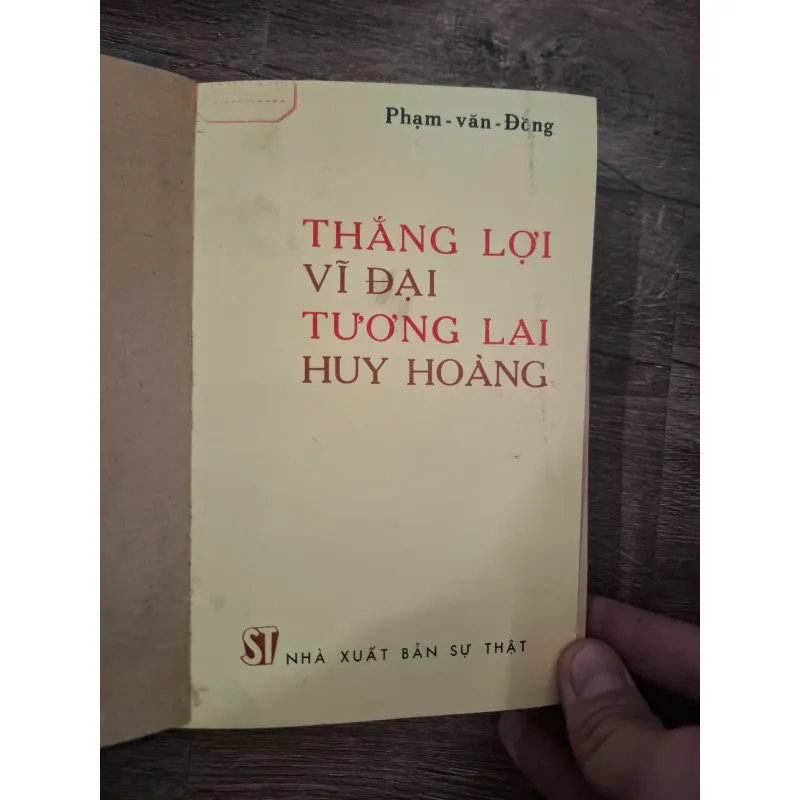 Phạm-văn-Đồng
THẮNG LỢI
VĨ ĐẠI
TƯƠNG LAI
HUY HOÀNG
ST NHÀ XUẤT BẢN SỰ THẬT